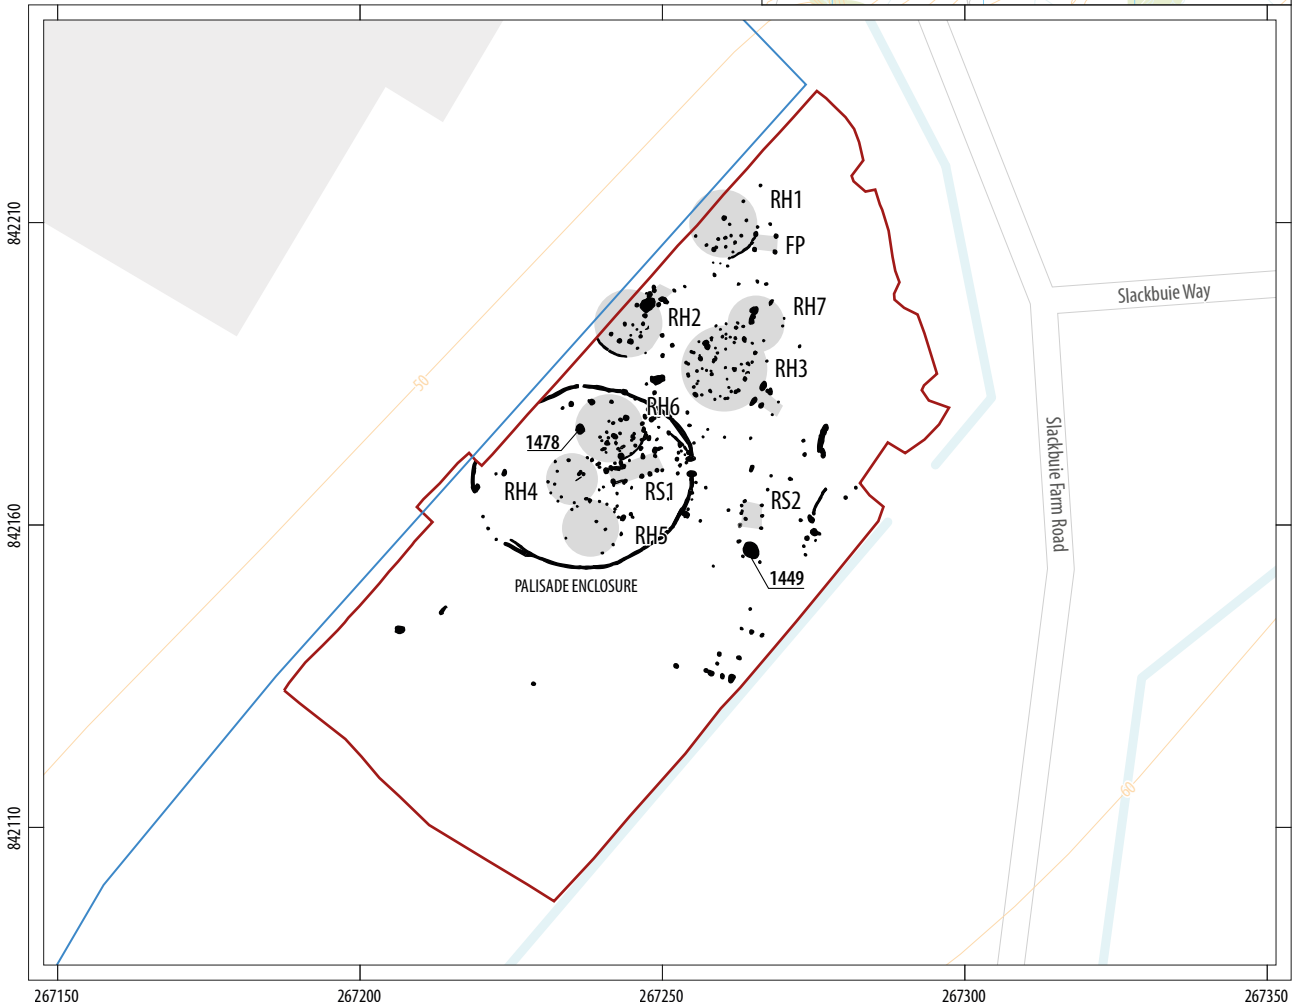 RH1
842210
FP
Slackbuie Way
RH7
RH2
RH3
50
RH6
1478
Slackbuie Farm Road
RH4
RS1
RS2
842160
RH5
1449
PALISADE ENCLOSURE
60
842110
267150
267200
267250
267300
267350